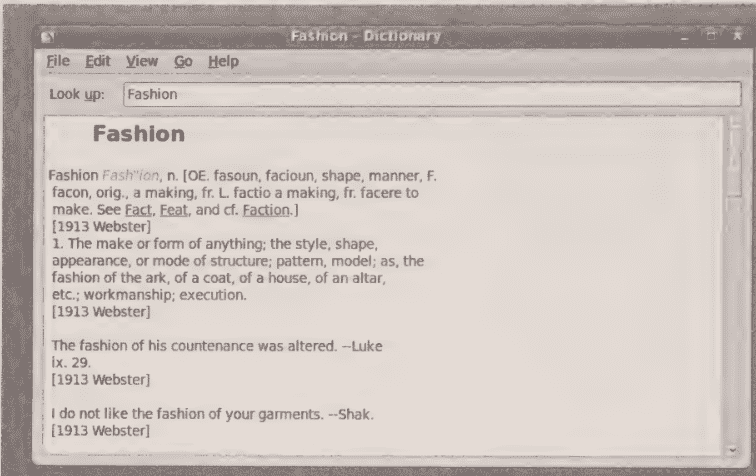 Fashion - Dictionary
File Edit View Go Help
Look up: Fashion
Fashion
Fashion Fash"ion, n. [OE. fasoun, facioun, shape, manner, F.
facon, orig., a making, fr. L. factio a making, fr. facere to
make. See Fact, Feat, and cf. Faction.]
[1913 Webster]
1. The make or form of anything; the style, shape,
appearance, or mode of structure; pattern, model; as, the
fashion of the ark, of a coat, of a house, of an altar,
etc.; workmanship; execution.
[1913 Webster]
The fashion of his countenance was altered. --Luke
ix. 29.
[1913 Webster]
I do not like the fashion of your garments. --Shak.
[1913 Webster]